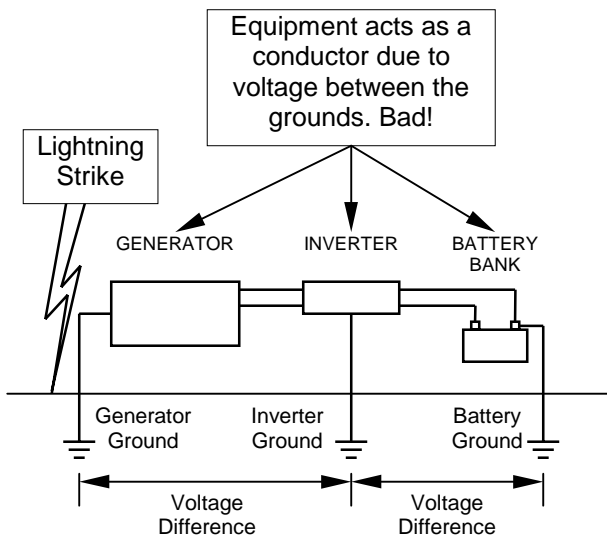 Equipment acts as a
conductor due to
voltage between the
grounds. Bad!
Lightning
Strike
GENERATOR
INVERTER
BATTERY
BANK
Generator
Ground
Inverter
Ground
Battery
Ground
Voltage
Difference
Voltage
Difference